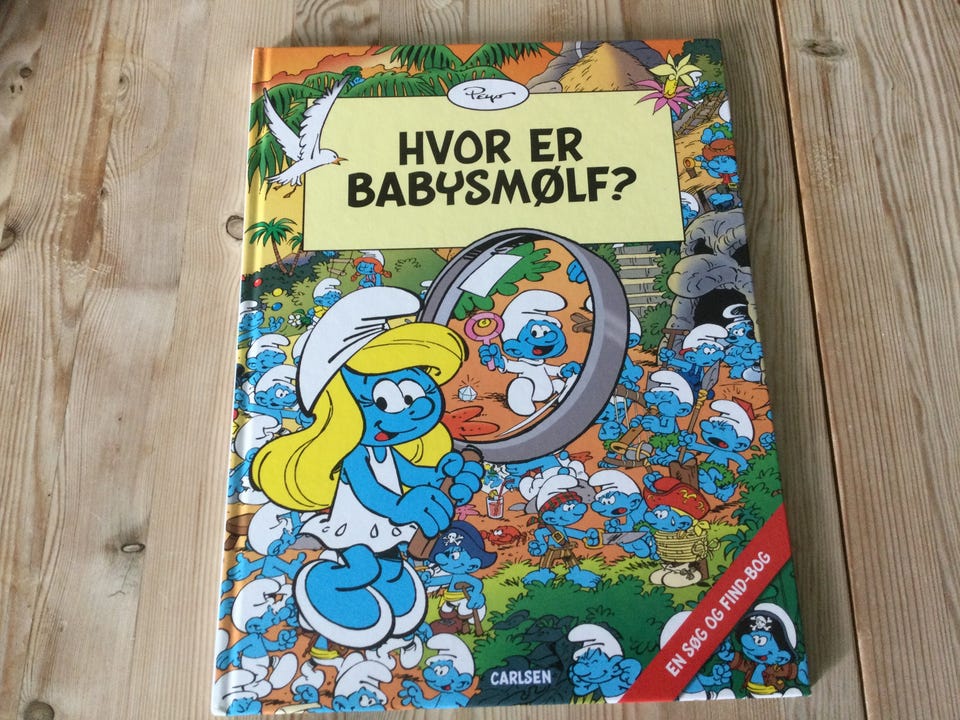 Peyo
HVOR ER
BABYSMØLF?
EN SØG OG FIND-BOG
CARLSEN